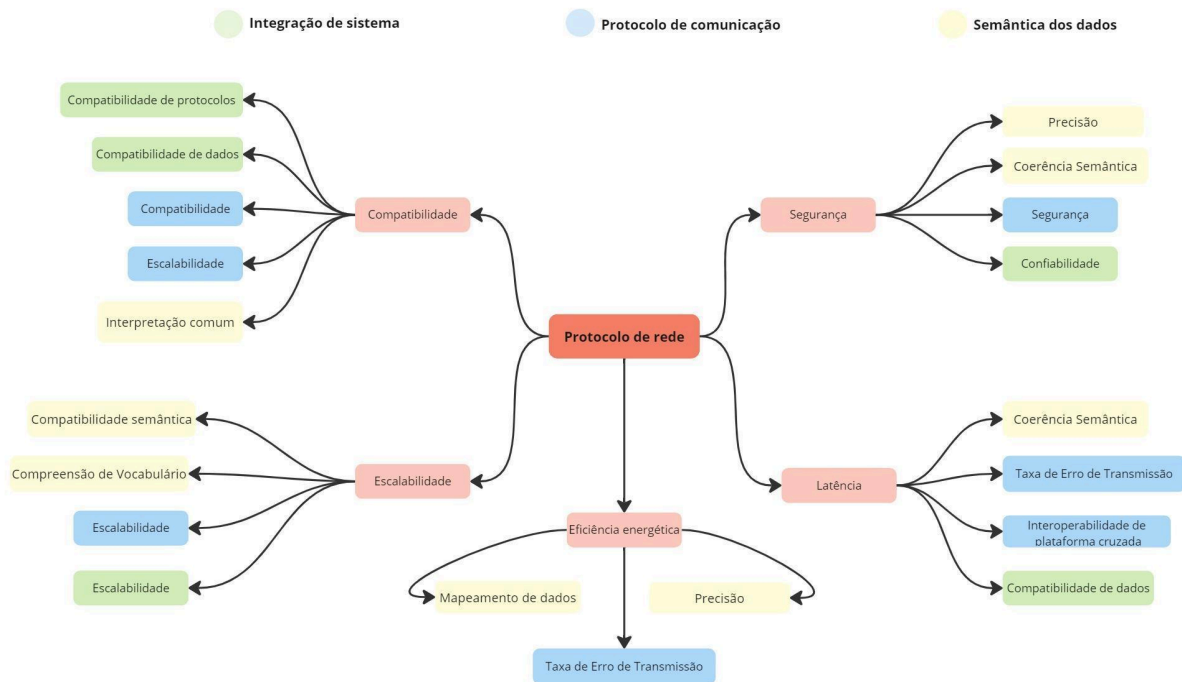 Integração de sistema
Protocolo de comunicação
Semântica dos dados
Compatibilidade de protocolos
Compatibilidade de dados
Compatibilidade
Escalabilidade
Interpretação comum
Compatibilidade
Segurança
Precisão
Coerência Semântica
Segurança
Confiabilidade
Protocolo de rede
Compatibilidade semântica
Compreensão de Vocabulário
Escalabilidade
Escalabilidade
Escalabilidade
Eficiência energética
Mapeamento de dados
Precisão
Taxa de Erro de Transmissão
Latência
Coerência Semântica
Taxa de Erro de Transmissão
Interoperabilidade de
plataforma cruzada
Compatibilidade de dados